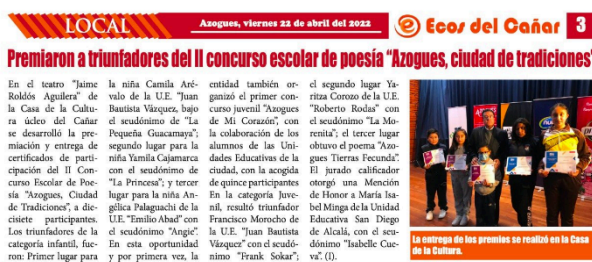 LOCAL
Azogues, viernes 22 de abril del 2022
Ecos del Cañar
3
Premiaron a triunfadores del II concurso escolar de poesía “Azogues, ciudad de tradiciones”
En el teatro “Jaime
Roldós Aguilera” de
la Casa de la Cultu-
ra úcleo del Cañar
se desarrolló la pre-
miación y entrega de
certificados de parti-
cipación del II Con-
curso Escolar de Poe-
sía “Azogues, Ciudad
de Tradiciones”, a die-
cisiete participantes.
Los triunfadores de la
categoría infantil, fue-
ron: Primer lugar para
la niña Camila Aré-
valo de la U.E. “Juan
Bautista Vázquez, bajo
el seudónimo de “La
Pequeña Guacamaya”;
segundo lugar para la
niña Yamila Cajamarca
con el seudónimo de
“La Princesa”; y tercer
lugar para la niña An-
gélica Palaguachi de la
U.E. “Emilio Abad” con
el seudónimo “Angie”.
En esta oportunidad
y por primera vez, la
entidad también or-
ganizó el primer con-
curso juvenil “Azogues
de Mi Corazón”, con
la colaboración de los
alumnos de las Uni-
dades Educativas de la
ciudad, con la acogida
de quince participantes
En la categoría Juve-
nil, resultó triunfador
Francisco Morocho de
la U.E. “Juan Bautista
Vázquez” con el seudó-
nimo “Frank Sokar”;
el segundo lugar Ya-
ritza Corozo de la U.E.
“Roberto Rodas” con
el seudónimo “La Mo-
renita”; el tercer lugar
obtuvo el poema “Azo-
gues Tierras Fecunda”.
El jurado calificador
otorgó una Mención
de Honor a María Isa-
bel Minga de la Unidad
Educativa San Diego
de Alcalá, con el seu-
dónimo “Isabelle Cue-
va”. (I).
La entrega de los premios se realizó en la Casa
de la Cultura.